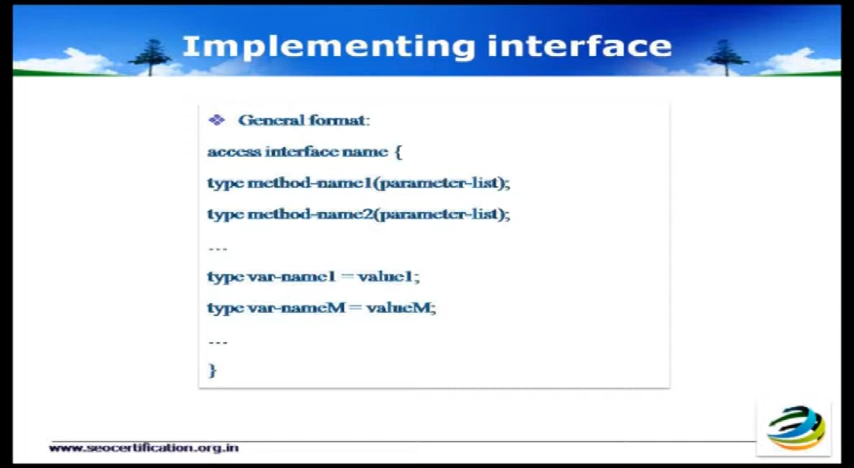 Implementing interface
❖ General format:
access interface name {
type method-name1(parameter-list);
type method-name2(parameter-list);
...
type var-name1 = value1;
type var-nameM = valueM;
...
}
www.seocertification.org.in